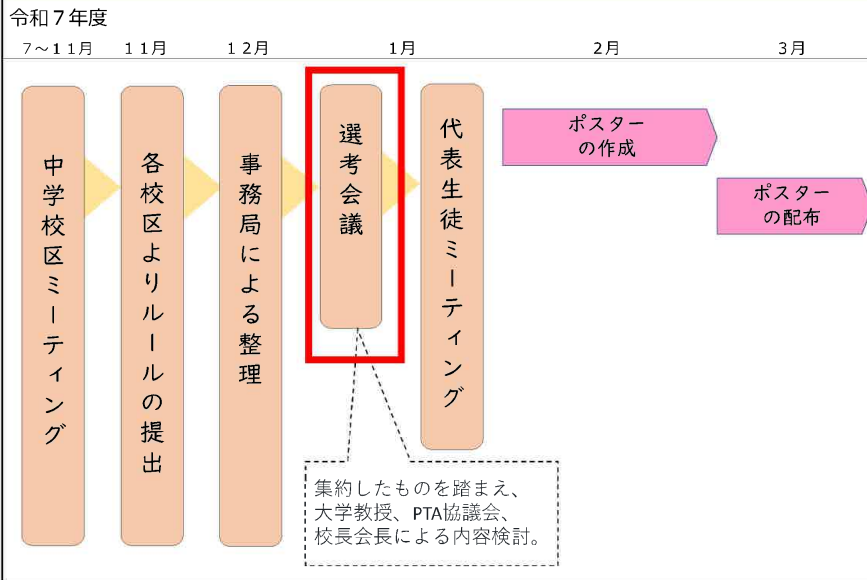 令和７年度
７～１１月
１１月
１２月
１月
２月
３月
中学校区ミーティング
各校区よりルールの提出
事務局による整理
選考会議
代表生徒ミーティング
ポスター
の作成
ポスター
の配布
集約したものを踏まえ、
大学教授、PTA協議会、
校長会長による内容検討。